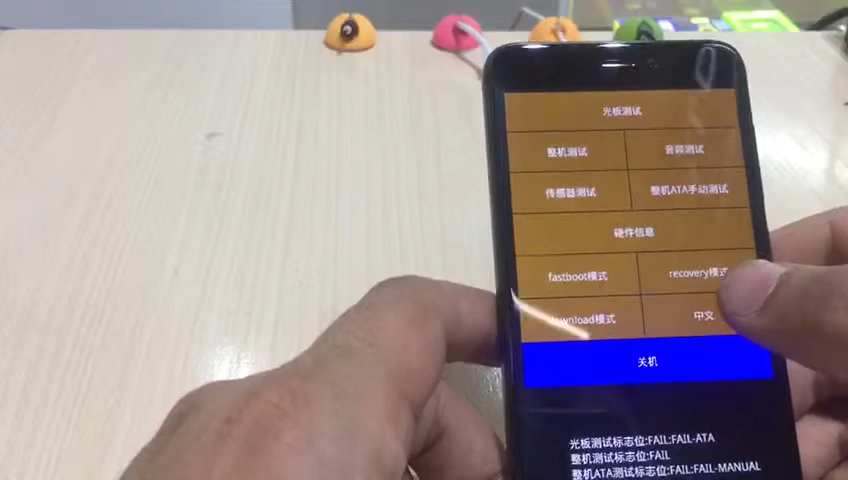 光板测试
整机测试 音频测试
传感器测试 整机ATA手动测试
硬件信息
fastboot模式 recovery模式
download模式 中文
关机
光板测试标志位:FAIL:FAIL-ATA
整机测试标志位:FAIL
整机ATA测试标志位:FAIL:FAIL-MANUAL